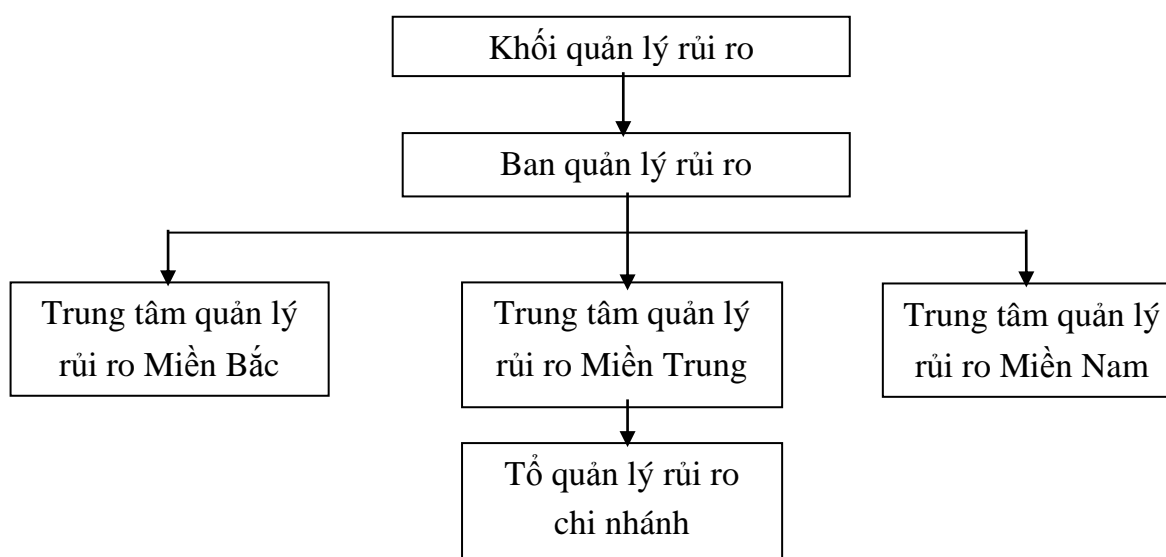 Khối quản lý rủi ro
Ban quản lý rủi ro
Trung tâm quản lý
rủi ro Miền Bắc
Trung tâm quản lý
rủi ro Miền Trung
Trung tâm quản lý
rủi ro Miền Nam
Tổ quản lý rủi ro
chi nhánh